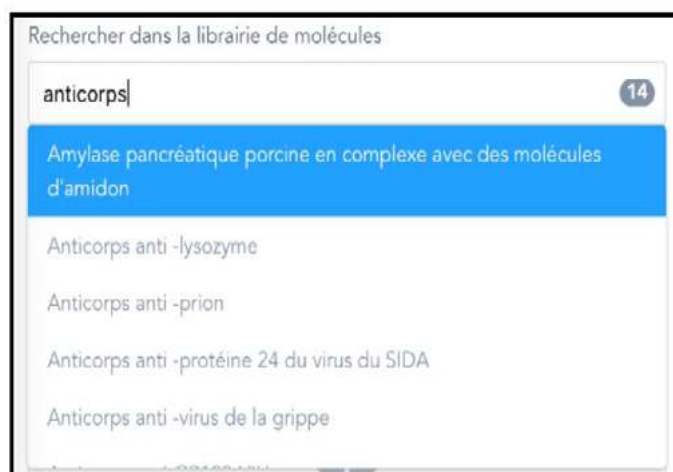 Rechercher dans la librairie de molécules
anticorps
14
Amylase pancréatique porcine en complexe avec des molécules
d'amidon
Anticorps anti -lysozyme
Anticorps anti -prion
Anticorps anti -protéine 24 du virus du SIDA
Anticorps anti -virus de la grippe